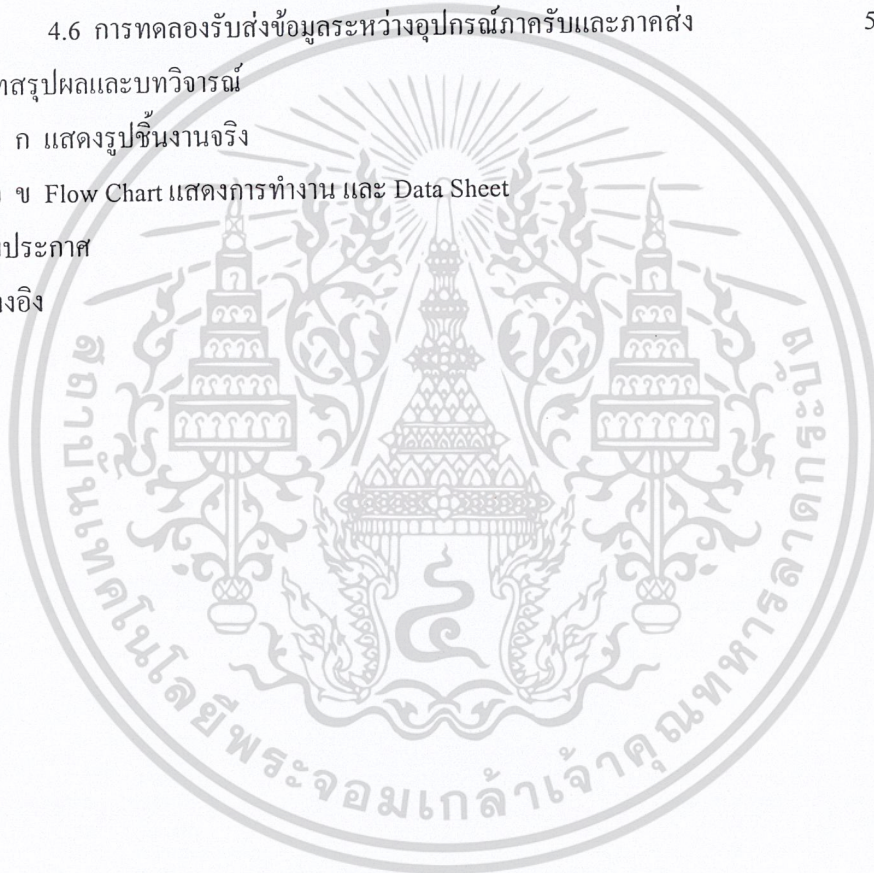 4.6 การทดลองรับส่งข้อมูลระหว่างอุปกรณ์ภาครับและภาคส่ง 5
ทสรุปผลและบทวิจารณ์
ก แสดงรูปชิ้นงานจริง
ข Flow Chart แสดงการทำงาน และ Data Sheet
ประกาศ
งอิง
สถาบันเทคโนโลยีพระจอมเกล้าเจ้าคุณทหารลาดกระบัง